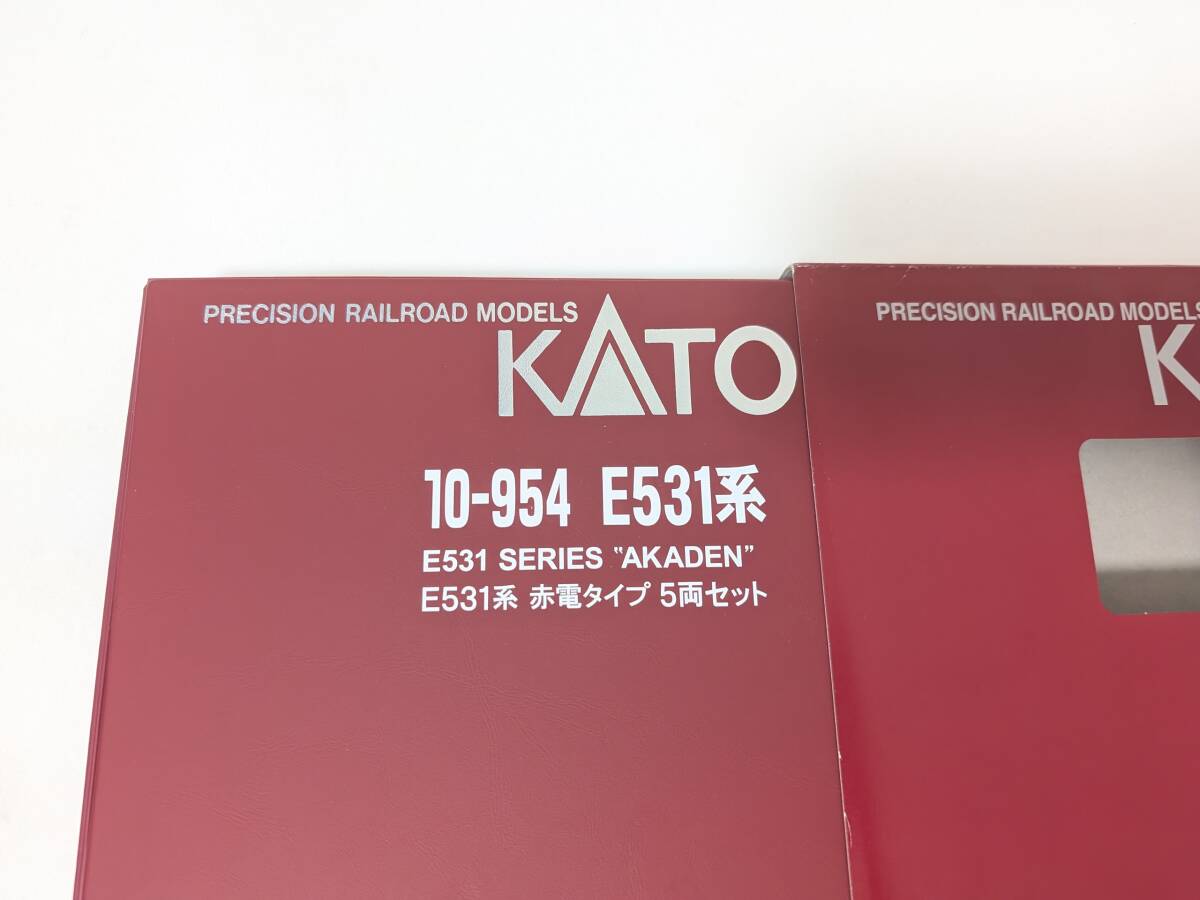 PRECISION RAILROAD MODELS
KATO
10-954 E531系
E531 SERIES "AKADEN"
E531系 赤電タイプ 5両セット
PRECISION RAILROAD MODELS
K